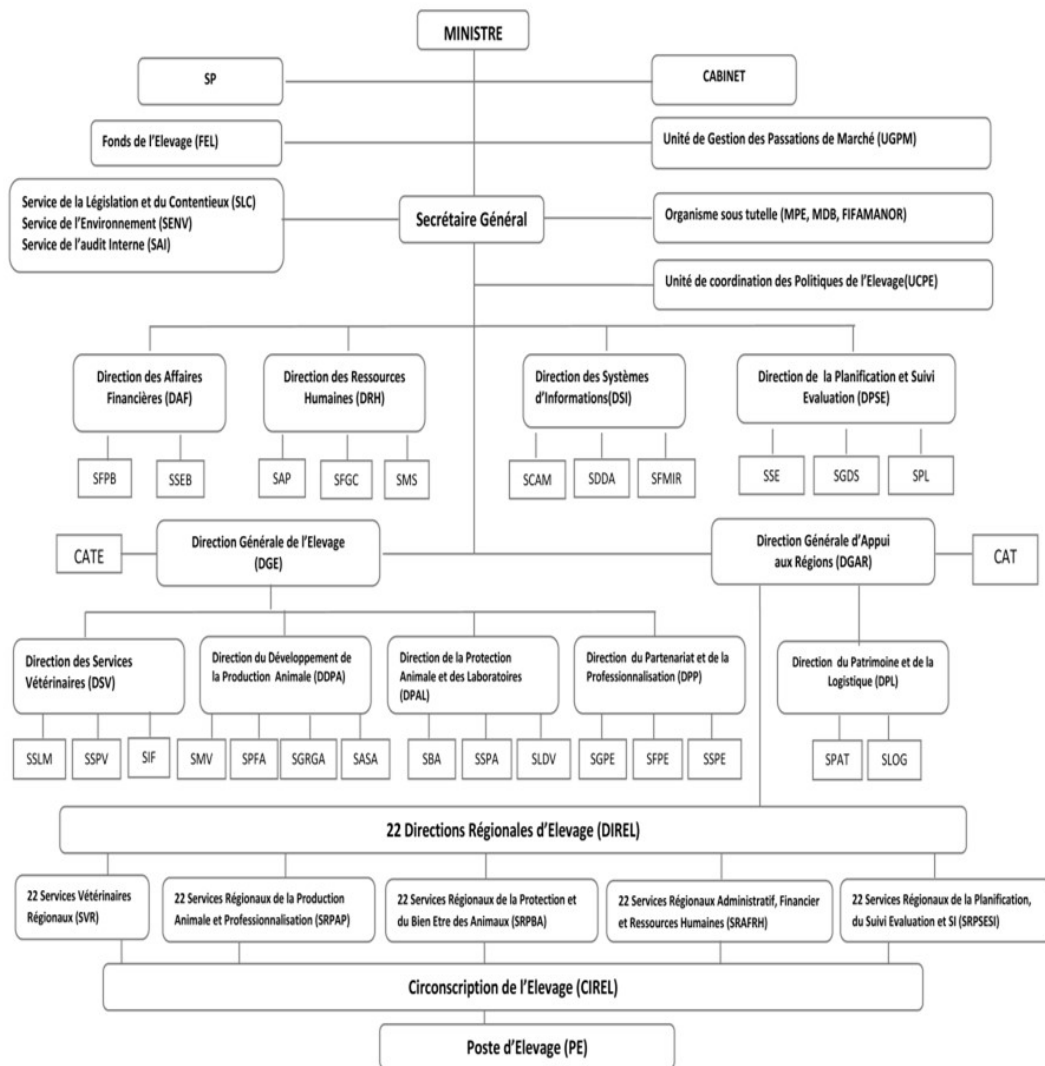 MINISTRE
SP
CABINET
Fonds de l'Elevage (FEL)
Unité de Gestion des Passations de Marché (UGPM)
Service de la Législation et du Contentieux (SLC)
Service de l'Environnement (SENV)
Service de l'audit Interne (SAI)
Secrétaire Général
Organisme sous tutelle (MPE, MDB, FIFAMANOR)
Unité de coordination des Politiques de l'Elevage(UCPE)
Direction des Affaires
Financières (DAF)
Direction des Ressources
Humaines (DRH)
Direction des Systèmes
d'Informations(DSI)
Direction de la Planification et Suivi
Evaluation (DPSE)
SFPB
SSEB
SAP
SFGC
SMS
SCAM
SDDA
SFMIR
SSE
SGDS
SPL
CATE
Direction Générale de l'Elevage
(DGE)
Direction Générale d'Appui
aux Régions (DGAR)
CAT
Direction des Services
Vétérinaires (DSV)
Direction du Développement de
la Production Animale (DDPA)
Direction de la Protection
Animale et des Laboratoires
(DPAL)
Direction du Partenariat et de la
Professionnalisation (DPP)
Direction du Patrimoine et de la
Logistique (DPL)
SSLM
SSPV
SIF
SMV
SPFA
SGRGA
SASA
SBA
SSPA
SLDV
SGPE
SFPE
SSPE
SPAT
SLOG
22 Directions Régionales d'Elevage (DIREL)
22 Services Vétérinaires
Régionaux (SVR)
22 Services Régionaux de la Production
Animale et Professionnalisation (SRPAP)
22 Services Régionaux de la Protection et
du Bien Etre des Animaux (SRPBA)
22 Services Régionaux Administratif, Financier
et Ressources Humaines (SRAFRH)
22 Services Régionaux de la Planification,
du Suivi Evaluation et SI (SRPSESI)
Circonscription de l'Elevage (CIREL)
Poste d'Elevage (PE)